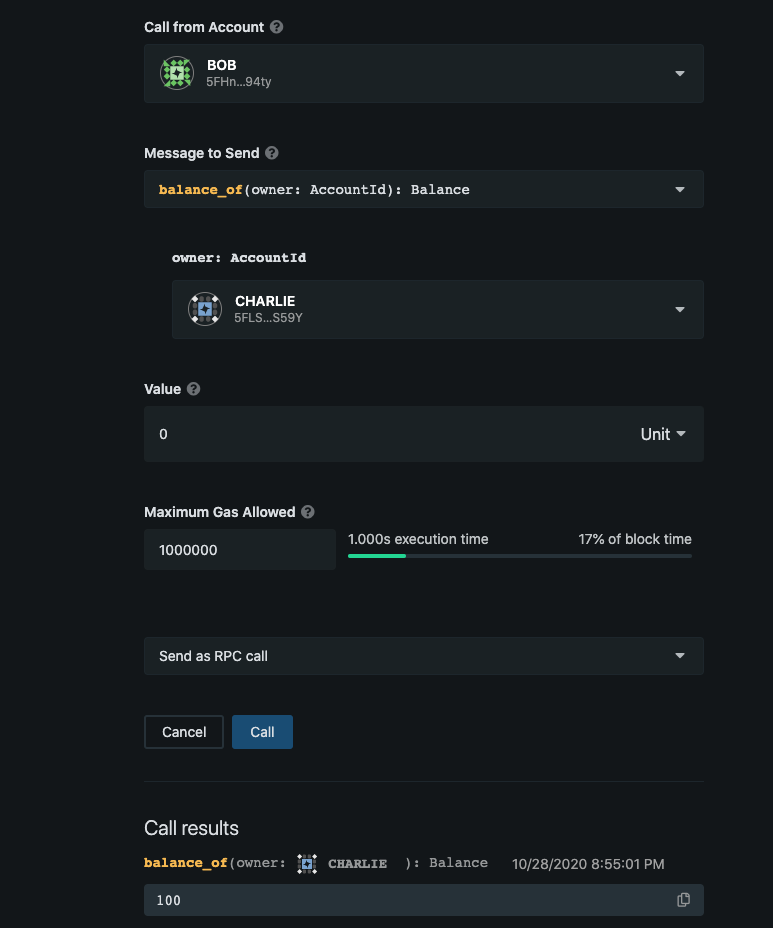 Call from Account
BOB
5FHn...94ty
Message to Send
balance_of(owner: AccountId): Balance
owner: AccountId
CHARLIE
5FLS...S59Y
Value
0 Unit
Maximum Gas Allowed
1000000 1.000s execution time 17% of block time
Send as RPC call
Cancel Call
Call results
balance_of(owner: CHARLIE ): Balance 10/28/2020 8:55:01 PM
100